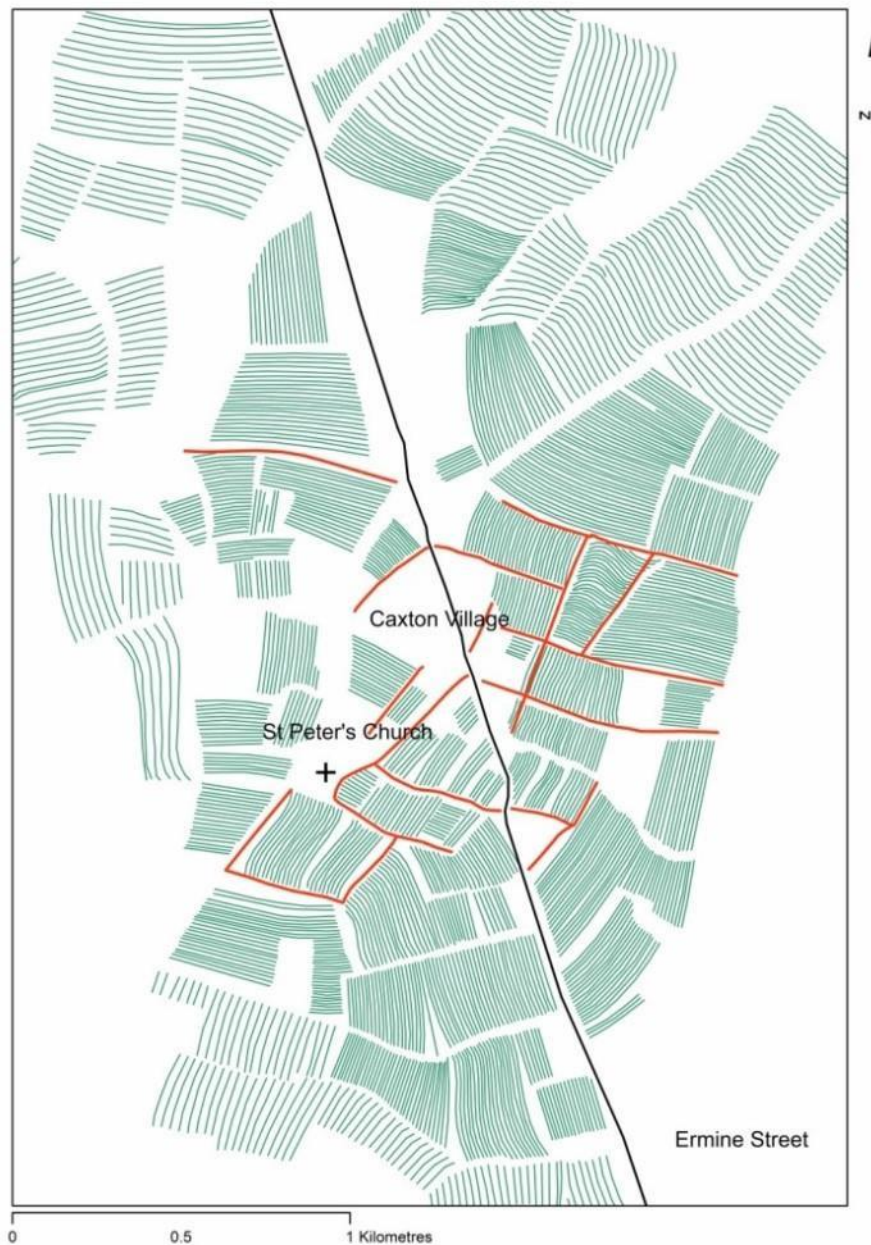 z
Caxton Village
St Peter's Church
Ermine Street
0 0.5 1 Kilometres